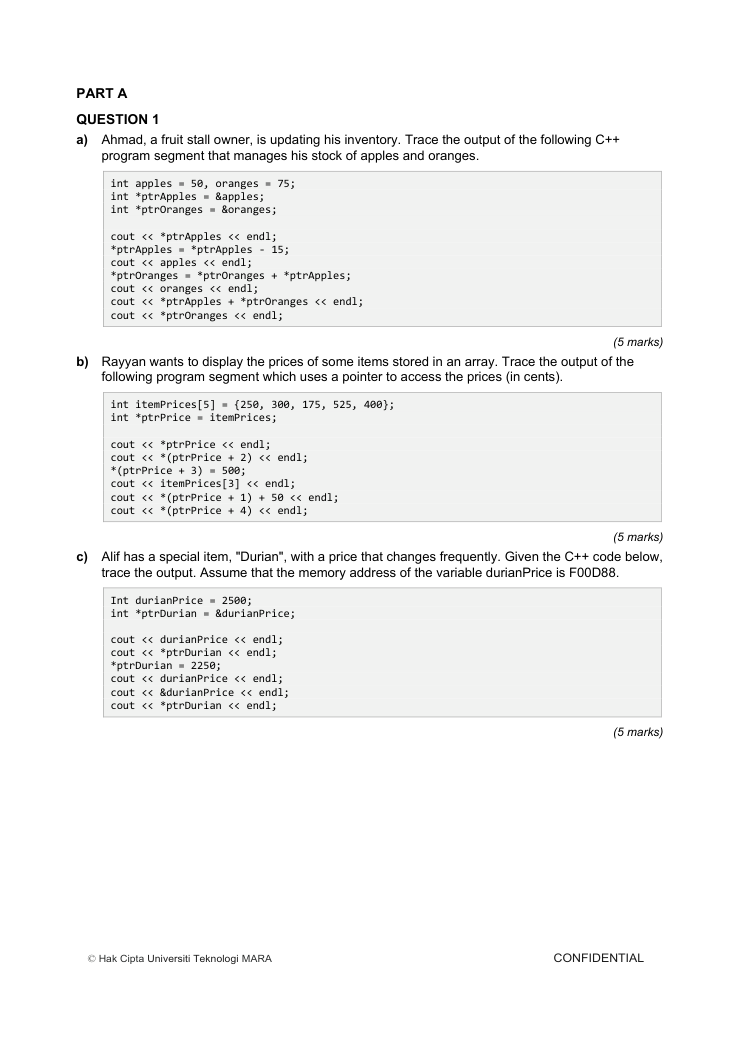 PART A
QUESTION 1
a) Ahmad, a fruit stall owner, is updating his inventory. Trace the output of the following C++
program segment that manages his stock of apples and oranges.
int apples = 50, oranges = 75;
int *ptrApples = &apples;
int *ptrOranges = &oranges;
cout << *ptrApples << endl;
*ptrApples = *ptrApples - 15;
cout << apples << endl;
*ptrOranges = *ptrOranges + *ptrApples;
cout << oranges << endl;
cout << *ptrApples + *ptrOranges << endl;
cout << *ptrOranges << endl;
(5 marks)
b) Rayyan wants to display the prices of some items stored in an array. Trace the output of the
following program segment which uses a pointer to access the prices (in cents).
int itemPrices[5] = {250, 300, 175, 525, 400};
int *ptrPrice = itemPrices;
cout << *ptrPrice << endl;
cout << *(ptrPrice + 2) << endl;
*(ptrPrice + 3) = 500;
cout << itemPrices[3] << endl;
cout << *(ptrPrice + 1) + 50 << endl;
cout << *(ptrPrice + 4) << endl;
(5 marks)
c) Alif has a special item, "Durian", with a price that changes frequently. Given the C++ code below,
trace the output. Assume that the memory address of the variable durianPrice is F00D88.
Int durianPrice = 2500;
int *ptrDurian = &durianPrice;
cout << durianPrice << endl;
cout << *ptrDurian << endl;
*ptrDurian = 2250;
cout << durianPrice << endl;
cout << &durianPrice << endl;
cout << *ptrDurian << endl;
(5 marks)
© Hak Cipta Universiti Teknologi MARA CONFIDENTIAL